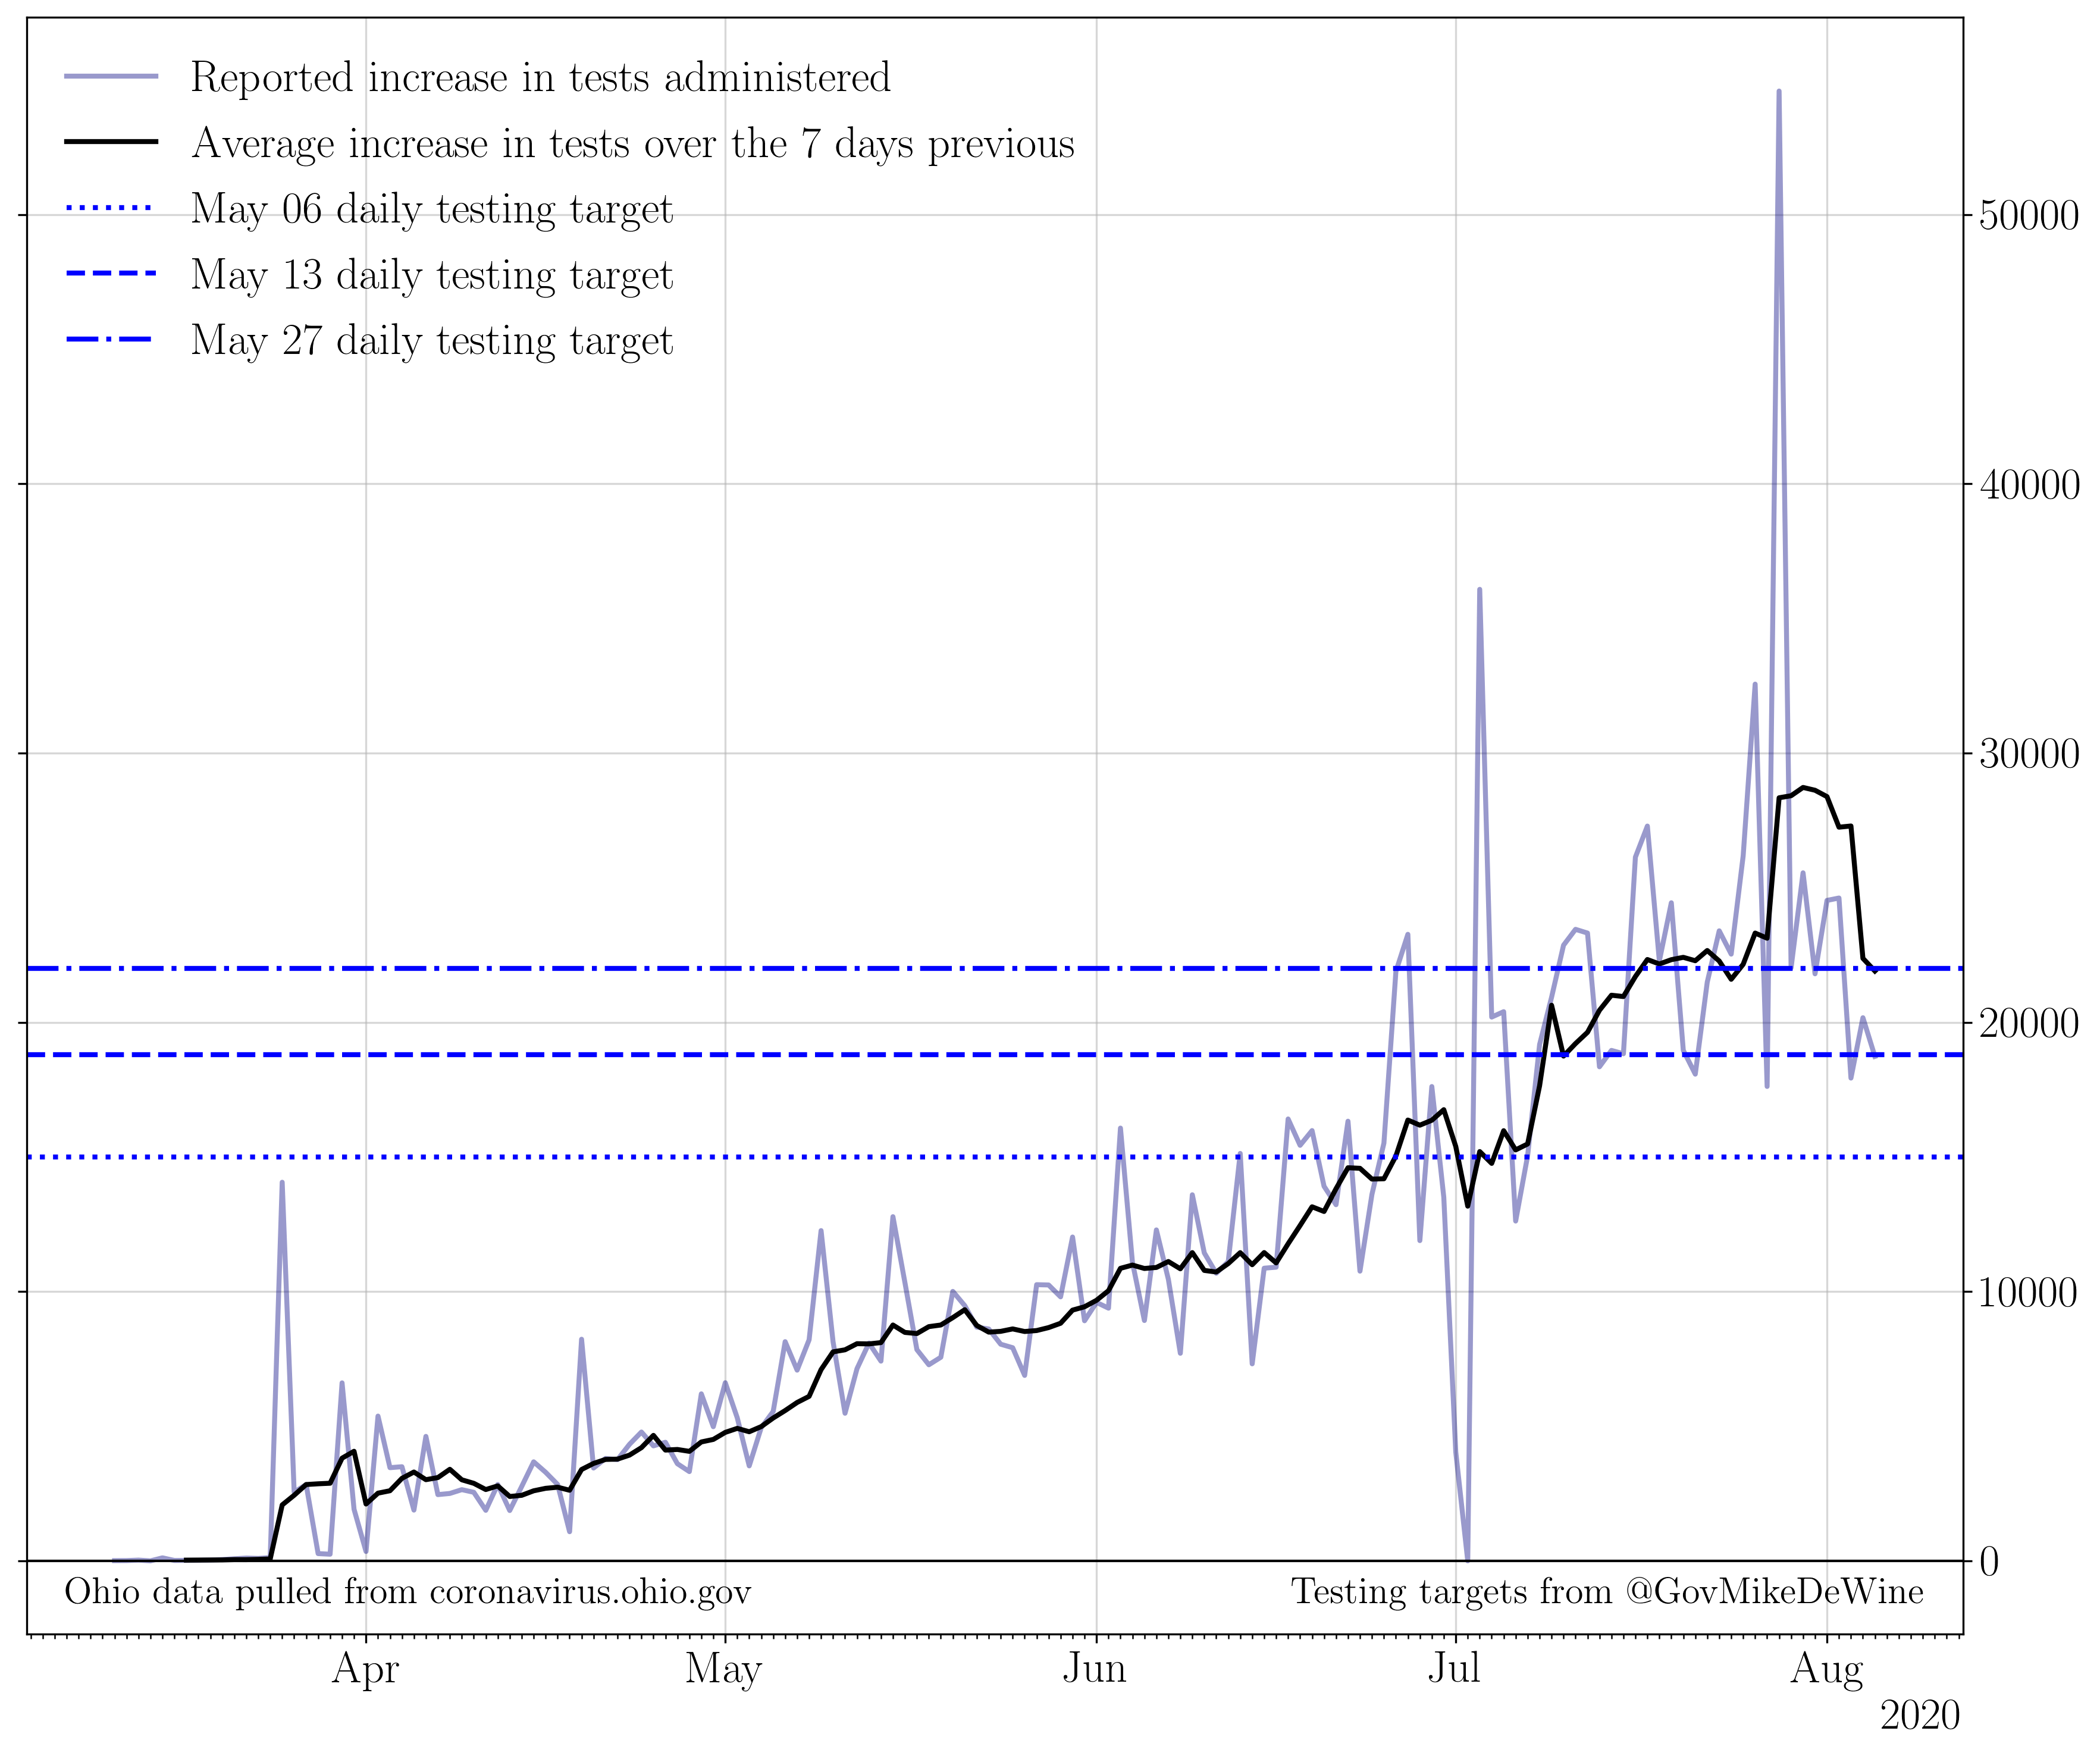 Reported increase in tests administered
Average increase in tests over the 7 days previous
May 06 daily testing target
May 13 daily testing target
May 27 daily testing target
50000
40000
30000
20000
10000
0
Ohio data pulled from coronavirus.ohio.gov
Testing targets from @GovMikeDeWine
Apr May Jun Jul Aug
2020